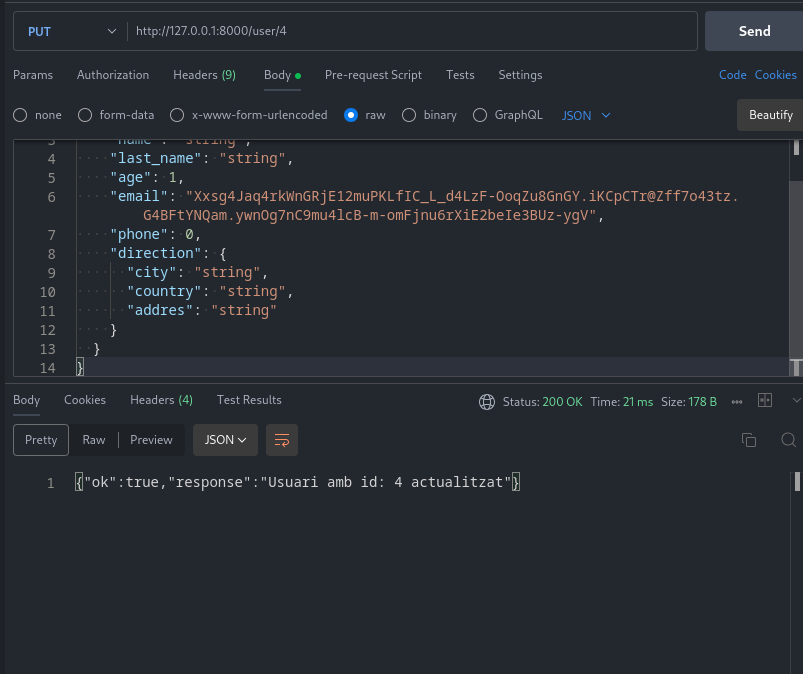 PUT http://127.0.0.1:8000/user/4 Send
Params Authorization Headers (9) Body Pre-request Script Tests Settings Code Cookies
none form-data x-www-form-urlencoded raw binary GraphQL JSON Beautify
3 "name": "string",
4 "last_name": "string",
5 "age": 1,
6 "email": "Xxsg4Jaq4rkWnGRjE12muPKLfIC_L_d4LzF-OoqZu8GnGY.iKCpCTr@Zff7o43tz.
G4BFtYNQam.ywnOg7nC9mu4lcB-m-omFjnu6rXiE2beIe3BUz-ygV",
7 "phone": 0,
8 "direction": {
9 "city": "string",
10 "country": "string",
11 "addres": "string"
12 }
13 }
14 }
Body Cookies Headers (4) Test Results Status: 200 OK Time: 21 ms Size: 178 B
Pretty Raw Preview JSON
1 {"ok":true,"response":"Usuari amb id: 4 actualitzat"}